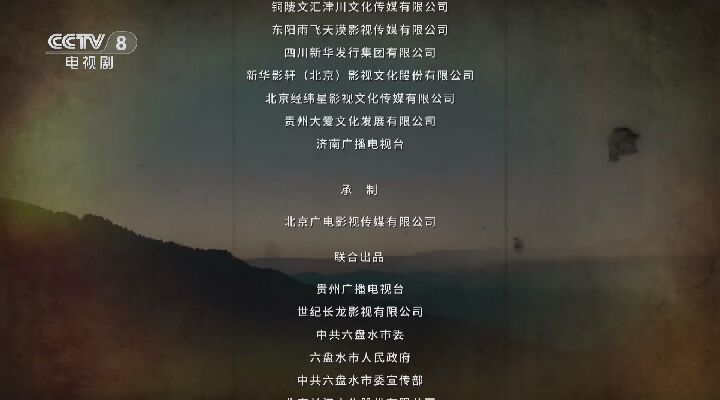 铜陵文汇津川文化传媒有限公司
东阳雨飞天漠影视传媒有限公司
CCTV 8
电视剧
四川新华发行集团有限公司
新华影轩（北京）影视文化股份有限公司
北京经纬星影视文化传媒有限公司
贵州大爱文化发展有限公司
济南广播电视台
承 制
北京广电影视传媒有限公司
联合出品
贵州广播电视台
世纪长龙影视有限公司
中共六盘水市委
六盘水市人民政府
中共六盘水市委宣传部